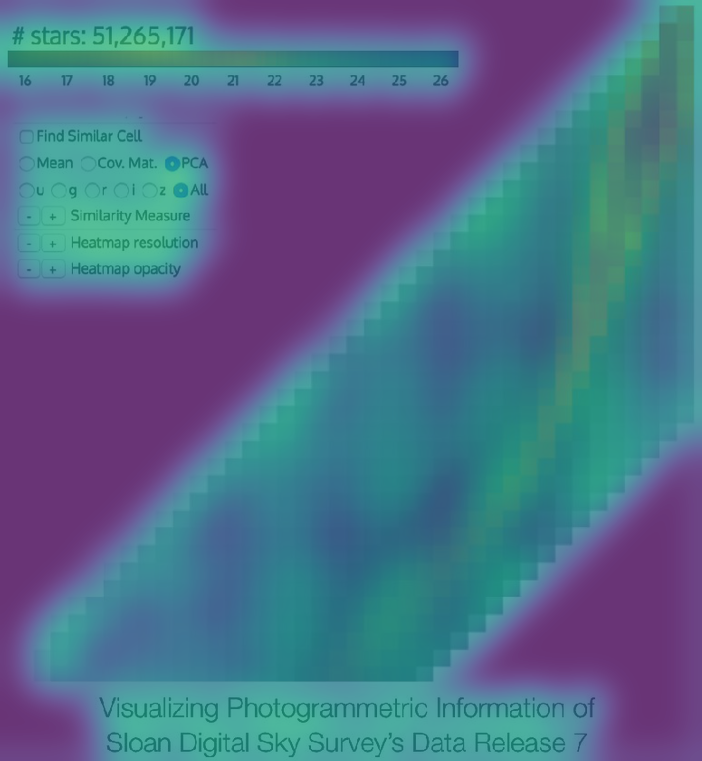 # stars: 51,265,171
16 17 18 19 20 21 22 23 24 25 26
Find Similar Cell
Mean Cov. Mat. PCA
u g r i z All
- + Similarity Measure
- + Heatmap resolution
- + Heatmap opacity
Visualizing Photogrammetric Information of
Sloan Digital Sky Survey's Data Release 7